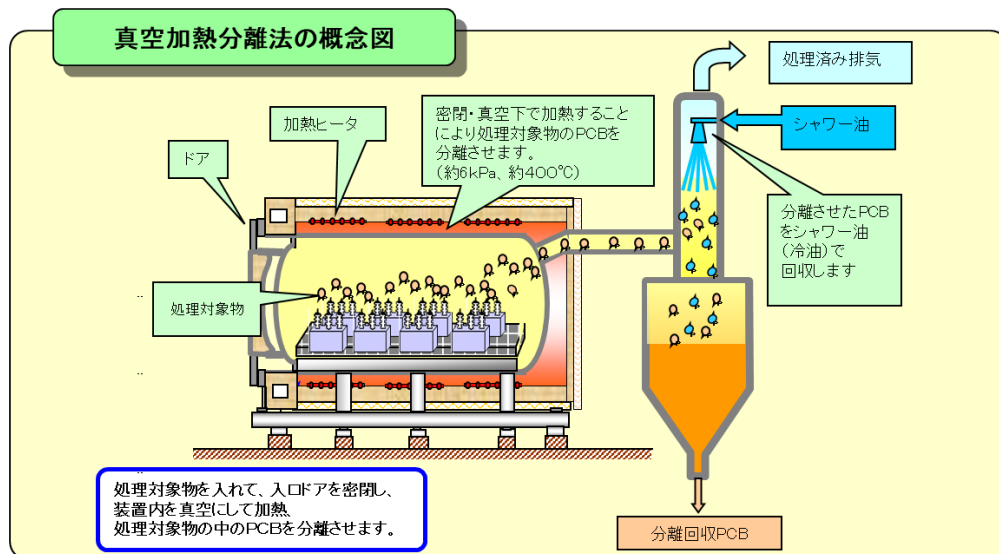 真空加熱分離法の概念図
処理済み排気
加熱ヒータ
密閉・真空下で加熱すること
により処理対象物のPCBを
分離させます。
(約6kPa、約400℃)
シャワー油
ドア
分離させたPCB
をシャワー油
(冷油)で
回収します
処理対象物
処理対象物を入れて、入口ドアを密閉し、
装置内を真空にして加熱、
処理対象物の中のPCBを分離させます。
分離回収PCB